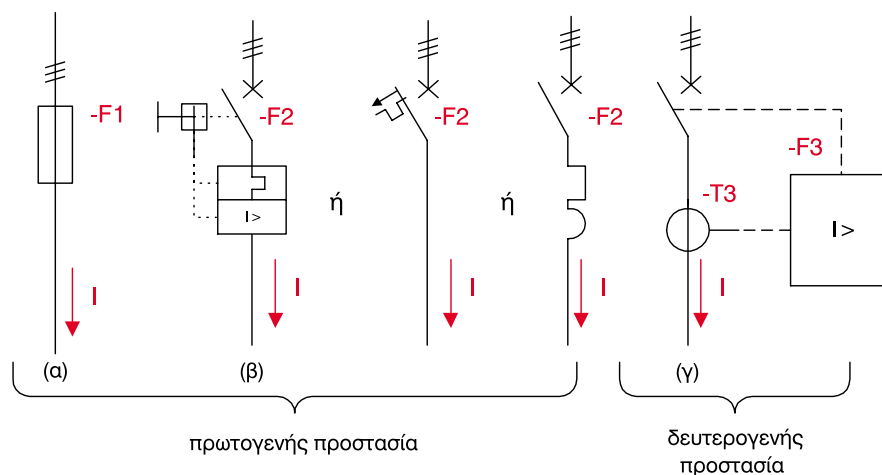 -F1
-F2
-F2
-F2
-F3
-T3
I >
ή
ή
I >
I
I
I
I
I
(α)
(β)
(γ)
πρωτογενής προστασία
δευτερογενής
προστασία